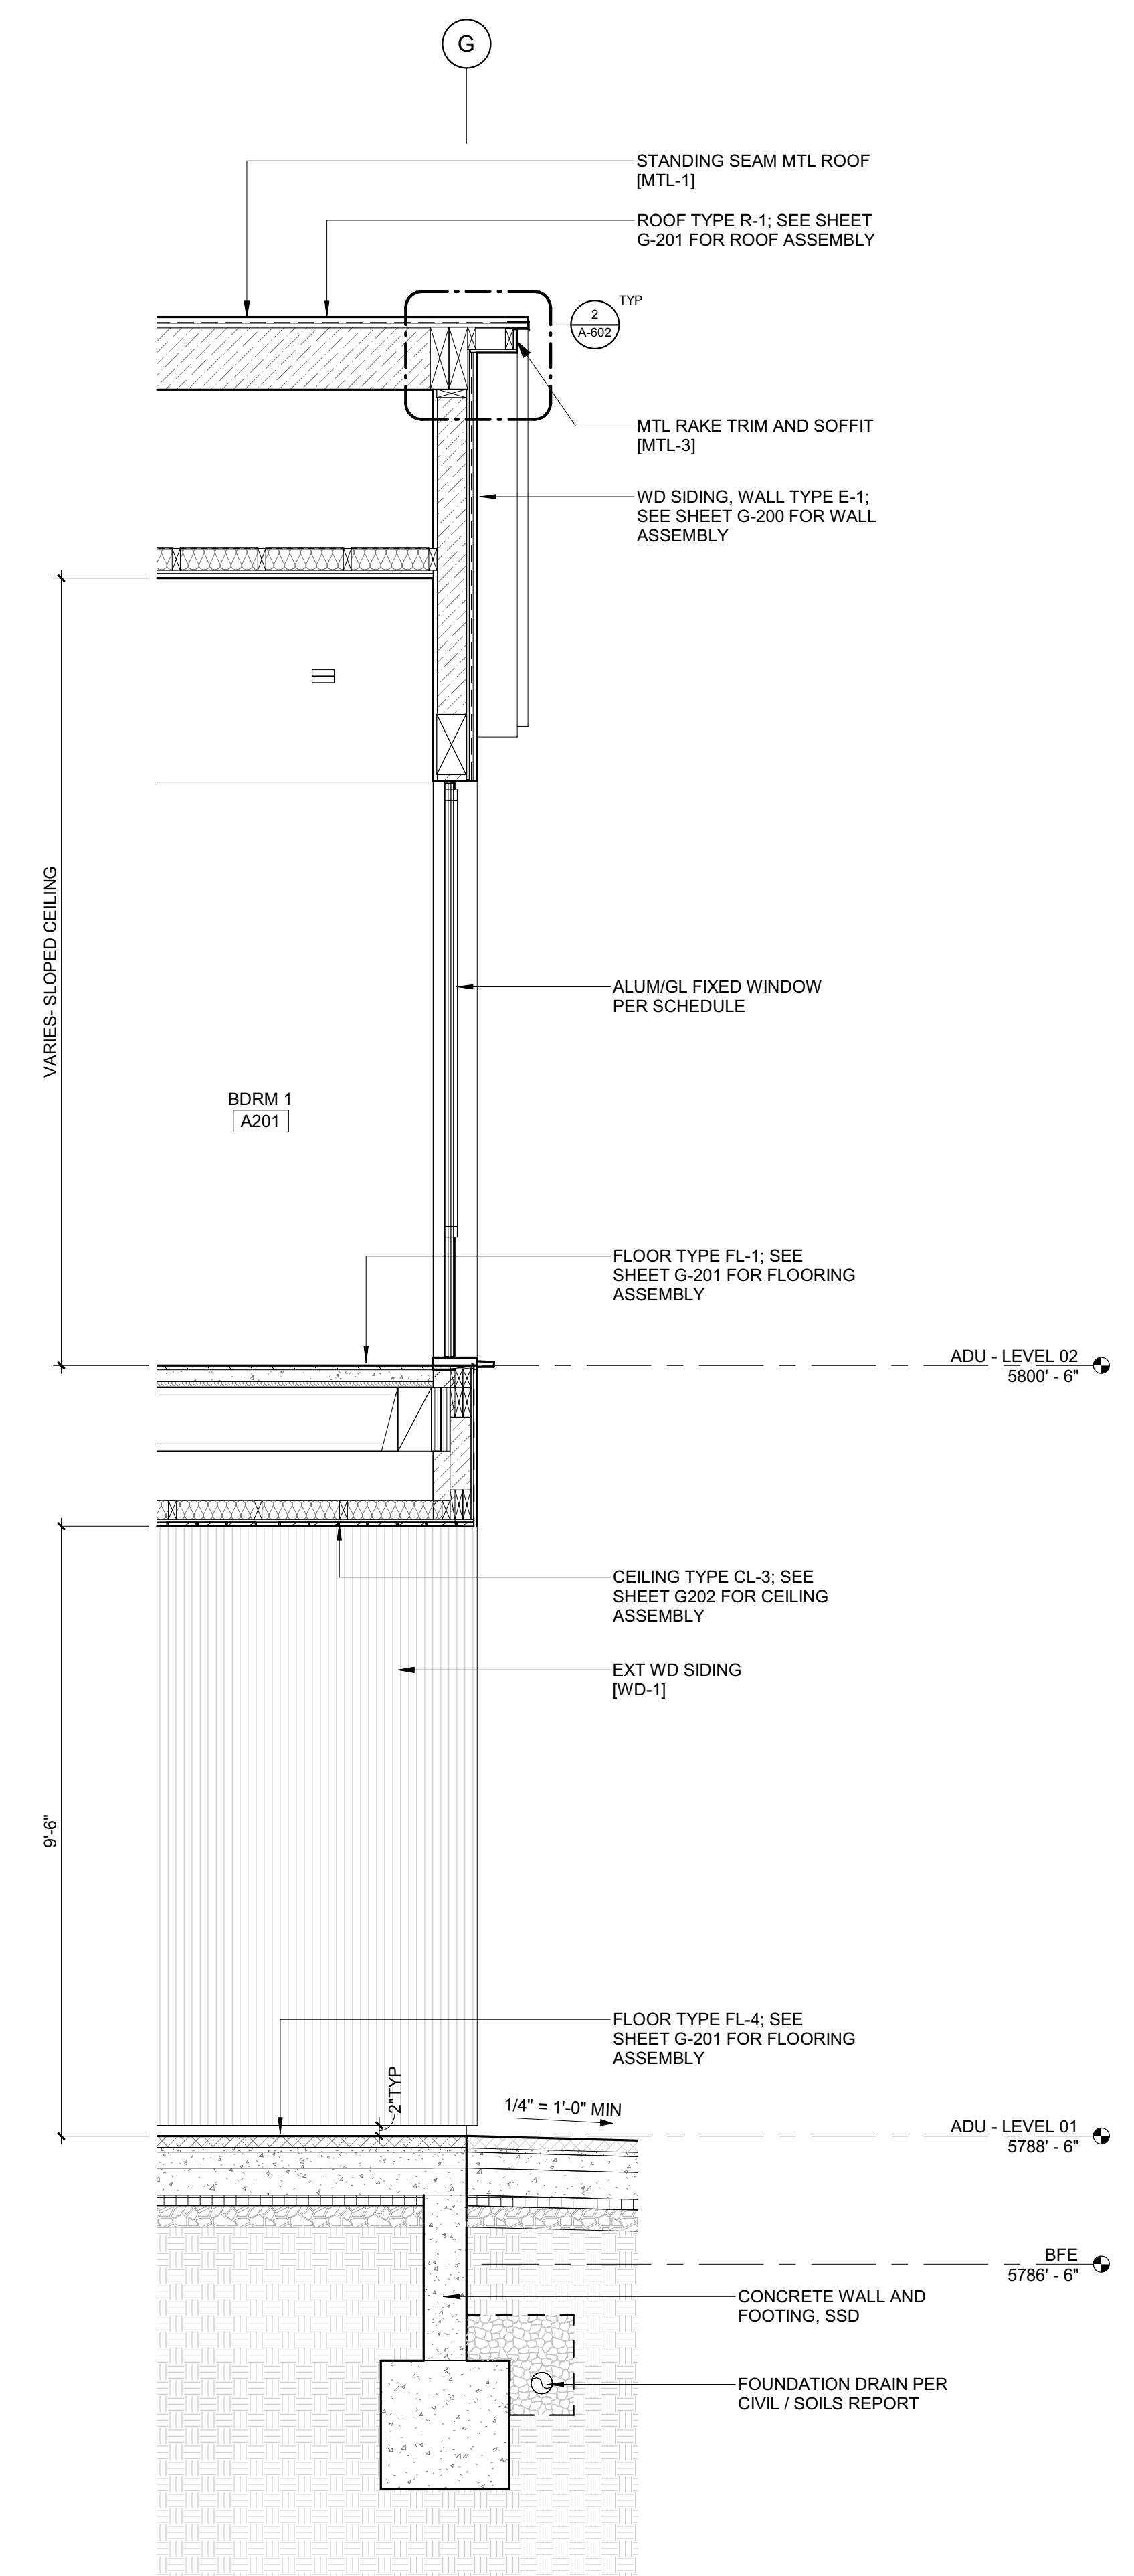 G
STANDING SEAM MTL ROOF
[MTL-1]
ROOF TYPE R-1; SEE SHEET
G-201 FOR ROOF ASSEMBLY
TYP
2
A-602
MTL RAKE TRIM AND SOFFIT
[MTL-3]
WD SIDING, WALL TYPE E-1;
SEE SHEET G-200 FOR WALL
ASSEMBLY
VARIES- SLOPED CEILING
ALUM/GL FIXED WINDOW
PER SCHEDULE
BDRM 1
A201
FLOOR TYPE FL-1; SEE
SHEET G-201 FOR FLOORING
ASSEMBLY
ADU - LEVEL 02
5800' - 6"
CEILING TYPE CL-3; SEE
SHEET G202 FOR CEILING
ASSEMBLY
EXT WD SIDING
[WD-1]
9'-6"
FLOOR TYPE FL-4; SEE
SHEET G-201 FOR FLOORING
ASSEMBLY
2"TYP
1/4" = 1'-0" MIN
ADU - LEVEL 01
5788' - 6"
BFE
5786' - 6"
CONCRETE WALL AND
FOOTING, SSD
FOUNDATION DRAIN PER
CIVIL / SOILS REPORT